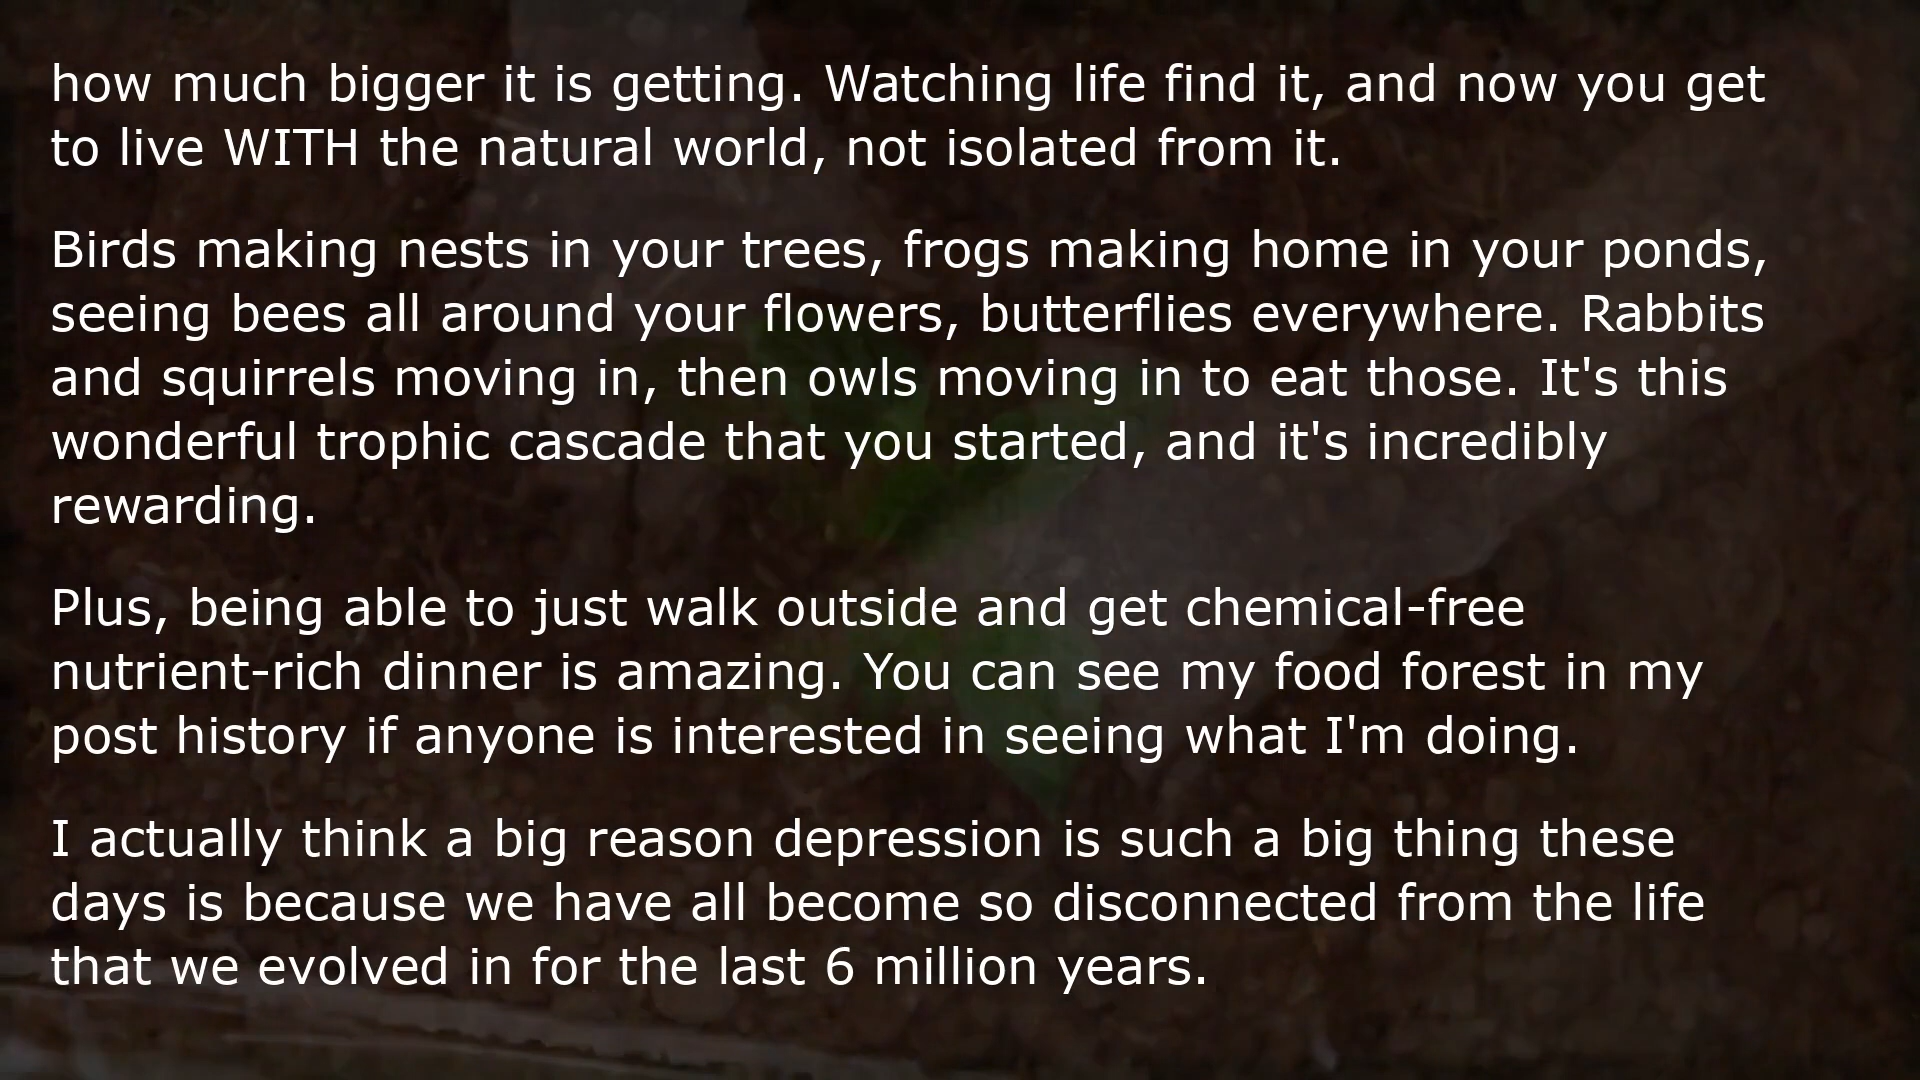 how much bigger it is getting. Watching life find it, and now you get
to live WITH the natural world, not isolated from it.
Birds making nests in your trees, frogs making home in your ponds,
seeing bees all around your flowers, butterflies everywhere. Rabbits
and squirrels moving in, then owls moving in to eat those. It's this
wonderful trophic cascade that you started, and it's incredibly
rewarding.
Plus, being able to just walk outside and get chemical-free
nutrient-rich dinner is amazing. You can see my food forest in my
post history if anyone is interested in seeing what I'm doing.
I actually think a big reason depression is such a big thing these
days is because we have all become so disconnected from the life
that we evolved in for the last 6 million years.